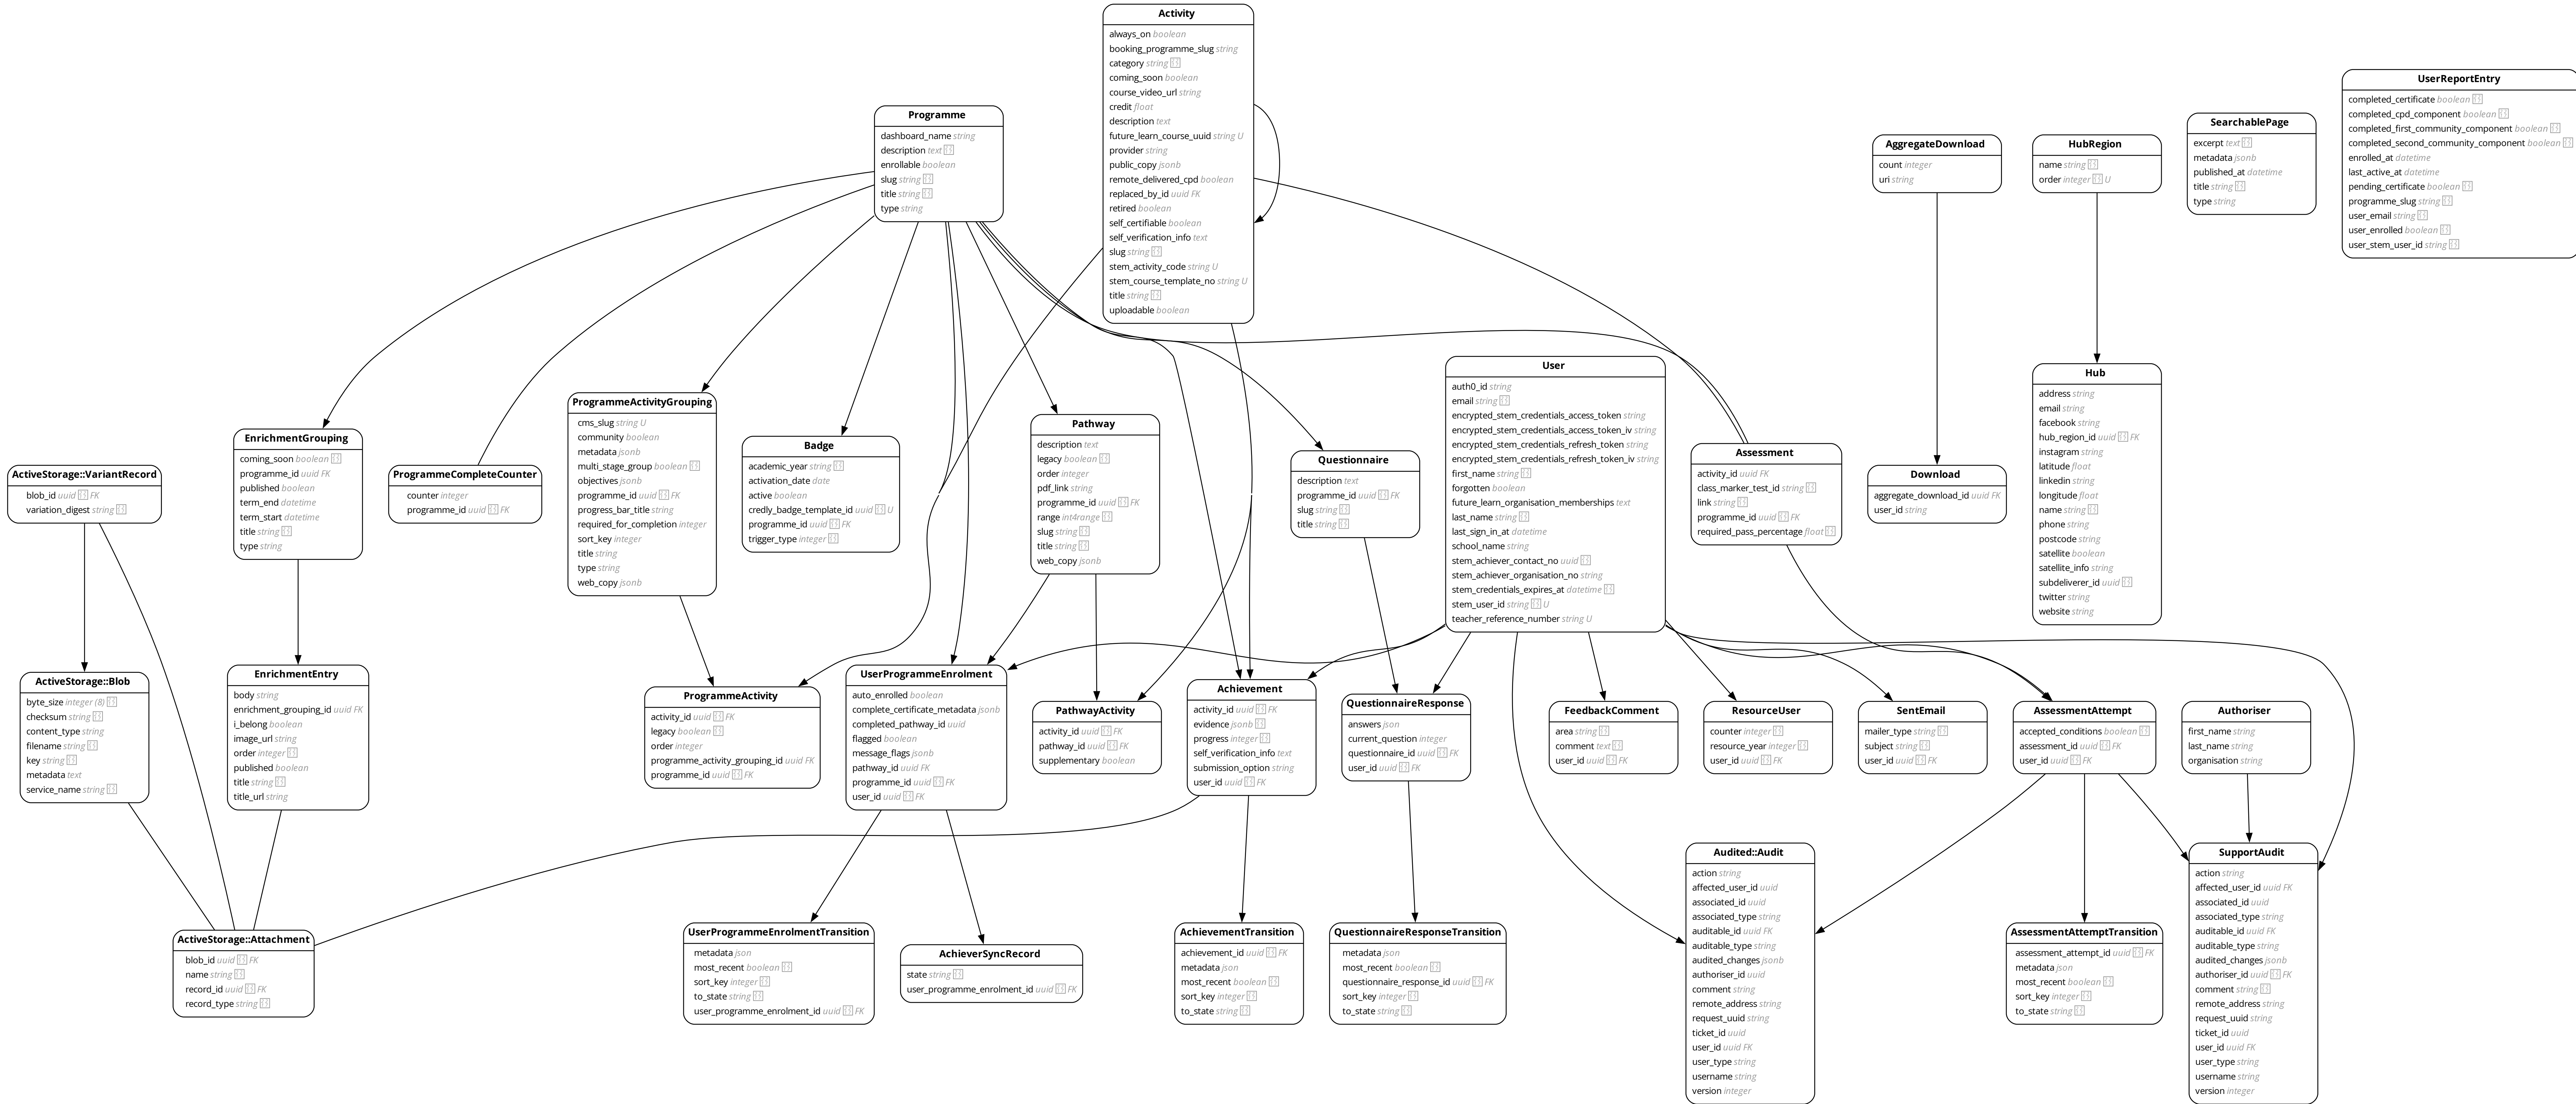 Activity
always_on boolean
booking_programme_slug string
category string
coming_soon boolean
course_video_url string
credit float
description text
future_learn_course_uuid string U
provider string
public_copy jsonb
remote_delivered_cpd boolean
replaced_by_id uuid FK
retired boolean
self_certifiable boolean
self_verification_info text
slug string
stem_activity_code string U
stem_course_template_no string U
title string
uploadable boolean
UserReportEntry
completed_certificate boolean
completed_cpd_component boolean
completed_first_community_component boolean
completed_second_community_component boolean
enrolled_at datetime
last_active_at datetime
pending_certificate boolean
programme_slug string
user_email string
user_enrolled boolean
user_stem_user_id string
Programme
dashboard_name string
description text
enrollable boolean
slug string
title string
type string
SearchablePage
excerpt text
metadata jsonb
published_at datetime
title string
type string
AggregateDownload
count integer
uri string
HubRegion
name string
order integer U
User
auth0_id string
email string
encrypted_stem_credentials_access_token string
encrypted_stem_credentials_access_token_iv string
encrypted_stem_credentials_refresh_token string
encrypted_stem_credentials_refresh_token_iv string
first_name string
forgotten boolean
future_learn_organisation_memberships text
last_name string
last_sign_in_at datetime
school_name string
stem_achiever_contact_no uuid
stem_achiever_organisation_no string
stem_credentials_expires_at datetime
stem_user_id string U
teacher_reference_number string U
Hub
address string
email string
facebook string
hub_region_id uuid FK
instagram string
latitude float
linkedin string
longitude float
name string
phone string
postcode string
satellite boolean
satellite_info string
subdeliverer_id uuid
twitter string
website string
ProgrammeActivityGrouping
cms_slug string U
community boolean
metadata jsonb
multi_stage_group boolean
objectives jsonb
programme_id uuid FK
progress_bar_title string
required_for_completion integer
sort_key integer
title string
type string
web_copy jsonb
Pathway
description text
legacy boolean
order integer
pdf_link string
programme_id uuid FK
range int4range
slug string
title string
web_copy jsonb
EnrichmentGrouping
coming_soon boolean
programme_id uuid FK
published boolean
term_end datetime
term_start datetime
title string
type string
Badge
academic_year string
activation_date date
active boolean
credly_badge_template_id uuid U
programme_id uuid FK
trigger_type integer
Assessment
activity_id uuid FK
class_marker_test_id string
link string
programme_id uuid FK
required_pass_percentage float
Questionnaire
description text
programme_id uuid FK
slug string
title string
ActiveStorage::VariantRecord
blob_id uuid FK
variation_digest string
ProgrammeCompleteCounter
counter integer
programme_id uuid FK
Download
aggregate_download_id uuid FK
user_id string
ActiveStorage::Blob
byte_size integer (8)
checksum string
content_type string
filename string
key string
metadata text
service_name string
EnrichmentEntry
body string
enrichment_grouping_id uuid FK
i_belong boolean
image_url string
order integer
published boolean
title string
title_url string
ProgrammeActivity
activity_id uuid FK
legacy boolean
order integer
programme_activity_grouping_id uuid FK
programme_id uuid FK
UserProgrammeEnrolment
auto_enrolled boolean
complete_certificate_metadata jsonb
completed_pathway_id uuid
flagged boolean
message_flags jsonb
pathway_id uuid FK
programme_id uuid FK
user_id uuid FK
PathwayActivity
activity_id uuid FK
pathway_id uuid FK
supplementary boolean
Achievement
activity_id uuid FK
evidence jsonb
progress integer
self_verification_info text
submission_option string
user_id uuid FK
QuestionnaireResponse
answers json
current_question integer
questionnaire_id uuid FK
user_id uuid FK
FeedbackComment
area string
comment text
user_id uuid FK
ResourceUser
counter integer
resource_year integer
user_id uuid FK
SentEmail
mailer_type string
subject string
user_id uuid FK
AssessmentAttempt
accepted_conditions boolean
assessment_id uuid FK
user_id uuid FK
Authoriser
first_name string
last_name string
organisation string
ActiveStorage::Attachment
blob_id uuid FK
name string
record_id uuid FK
record_type string
UserProgrammeEnrolmentTransition
metadata json
most_recent boolean
sort_key integer
to_state string
user_programme_enrolment_id uuid FK
AchieverSyncRecord
state string
user_programme_enrolment_id uuid FK
AchievementTransition
achievement_id uuid FK
metadata json
most_recent boolean
sort_key integer
to_state string
QuestionnaireResponseTransition
metadata json
most_recent boolean
questionnaire_response_id uuid FK
sort_key integer
to_state string
Audited::Audit
action string
affected_user_id uuid
associated_id uuid
associated_type string
auditable_id uuid FK
auditable_type string
audited_changes jsonb
authoriser_id uuid
comment string
remote_address string
request_uuid string
ticket_id uuid
user_id uuid FK
user_type string
username string
version integer
AssessmentAttemptTransition
assessment_attempt_id uuid FK
metadata json
most_recent boolean
sort_key integer
to_state string
SupportAudit
action string
affected_user_id uuid FK
associated_id uuid
associated_type string
auditable_id uuid FK
auditable_type string
audited_changes jsonb
authoriser_id uuid FK
comment string
remote_address string
request_uuid string
ticket_id uuid
user_id uuid FK
user_type string
username string
version integer